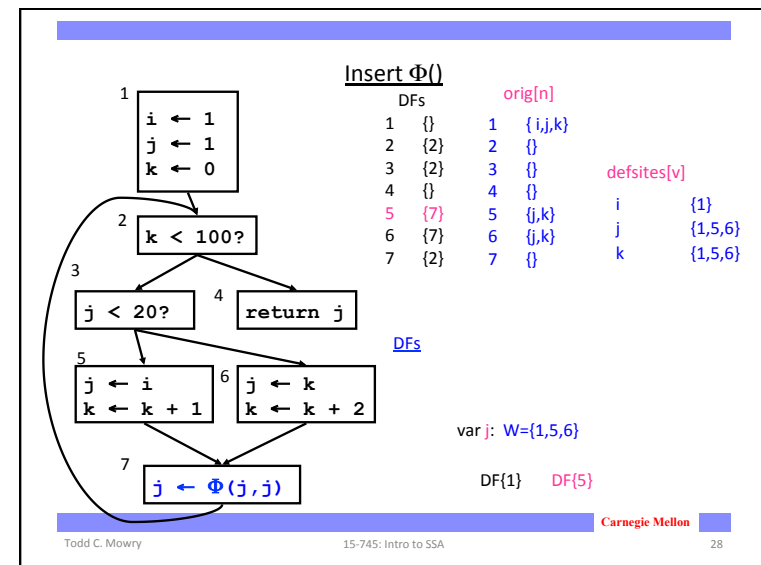 Insert Φ()
1
i ← 1
j ← 1
k ← 0
2
k < 100?
3
j < 20?
4
return j
5
j ← i
k ← k + 1
6
j ← k
k ← k + 2
7
j ← Φ(j,j)
DFs
1 {}
2 {2}
3 {2}
4 {}
5 {7}
6 {7}
7 {2}
orig[n]
1 { i,j,k}
2 {}
3 {}
4 {}
5 {j,k}
6 {j,k}
7 {}
defsites[v]
i {1}
j {1,5,6}
k {1,5,6}
DFs
var j: W={1,5,6}
DF{1} DF{5}
Carnegie Mellon
Todd C. Mowry 15-745: Intro to SSA 28